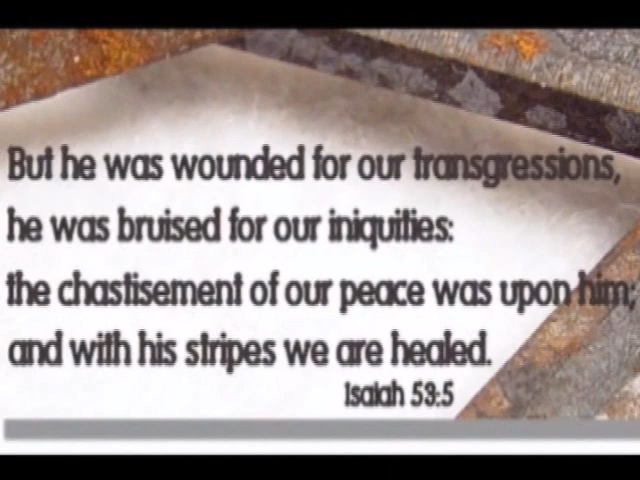 But he was wounded for our transgressions,
he was bruised for our iniquities:
the chastisement of our peace was upon him;
and with his stripes we are healed.
Isaiah 53:5